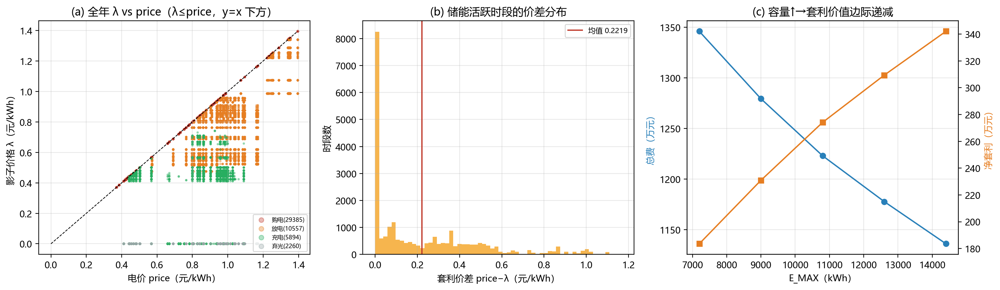 (a) 全年 λ vs price（λ≤price，y=x 下方）
影子价格 λ（元/kWh）
1.4
1.2
1.0
0.8
0.6
0.4
0.2
0.0
购电(29385)
放电(10557)
充电(5894)
弃光(2260)
0.0 0.2 0.4 0.6 0.8 1.0 1.2 1.4
电价 price（元/kWh）
(b) 储能活跃时段的价差分布
均值 0.2219
时段数
8000
7000
6000
5000
4000
3000
2000
1000
0
0.0 0.2 0.4 0.6 0.8 1.0 1.2
套利价差 price−λ（元/kWh）
(c) 容量↑→套利价值边际递减
总费（万元）
1350
1300
1250
1200
1150
7000 8000 9000 10000 11000 12000 13000 14000
E_MAX（kWh）
340
320
300
280
260
240
220
200
180
净套利（万元）